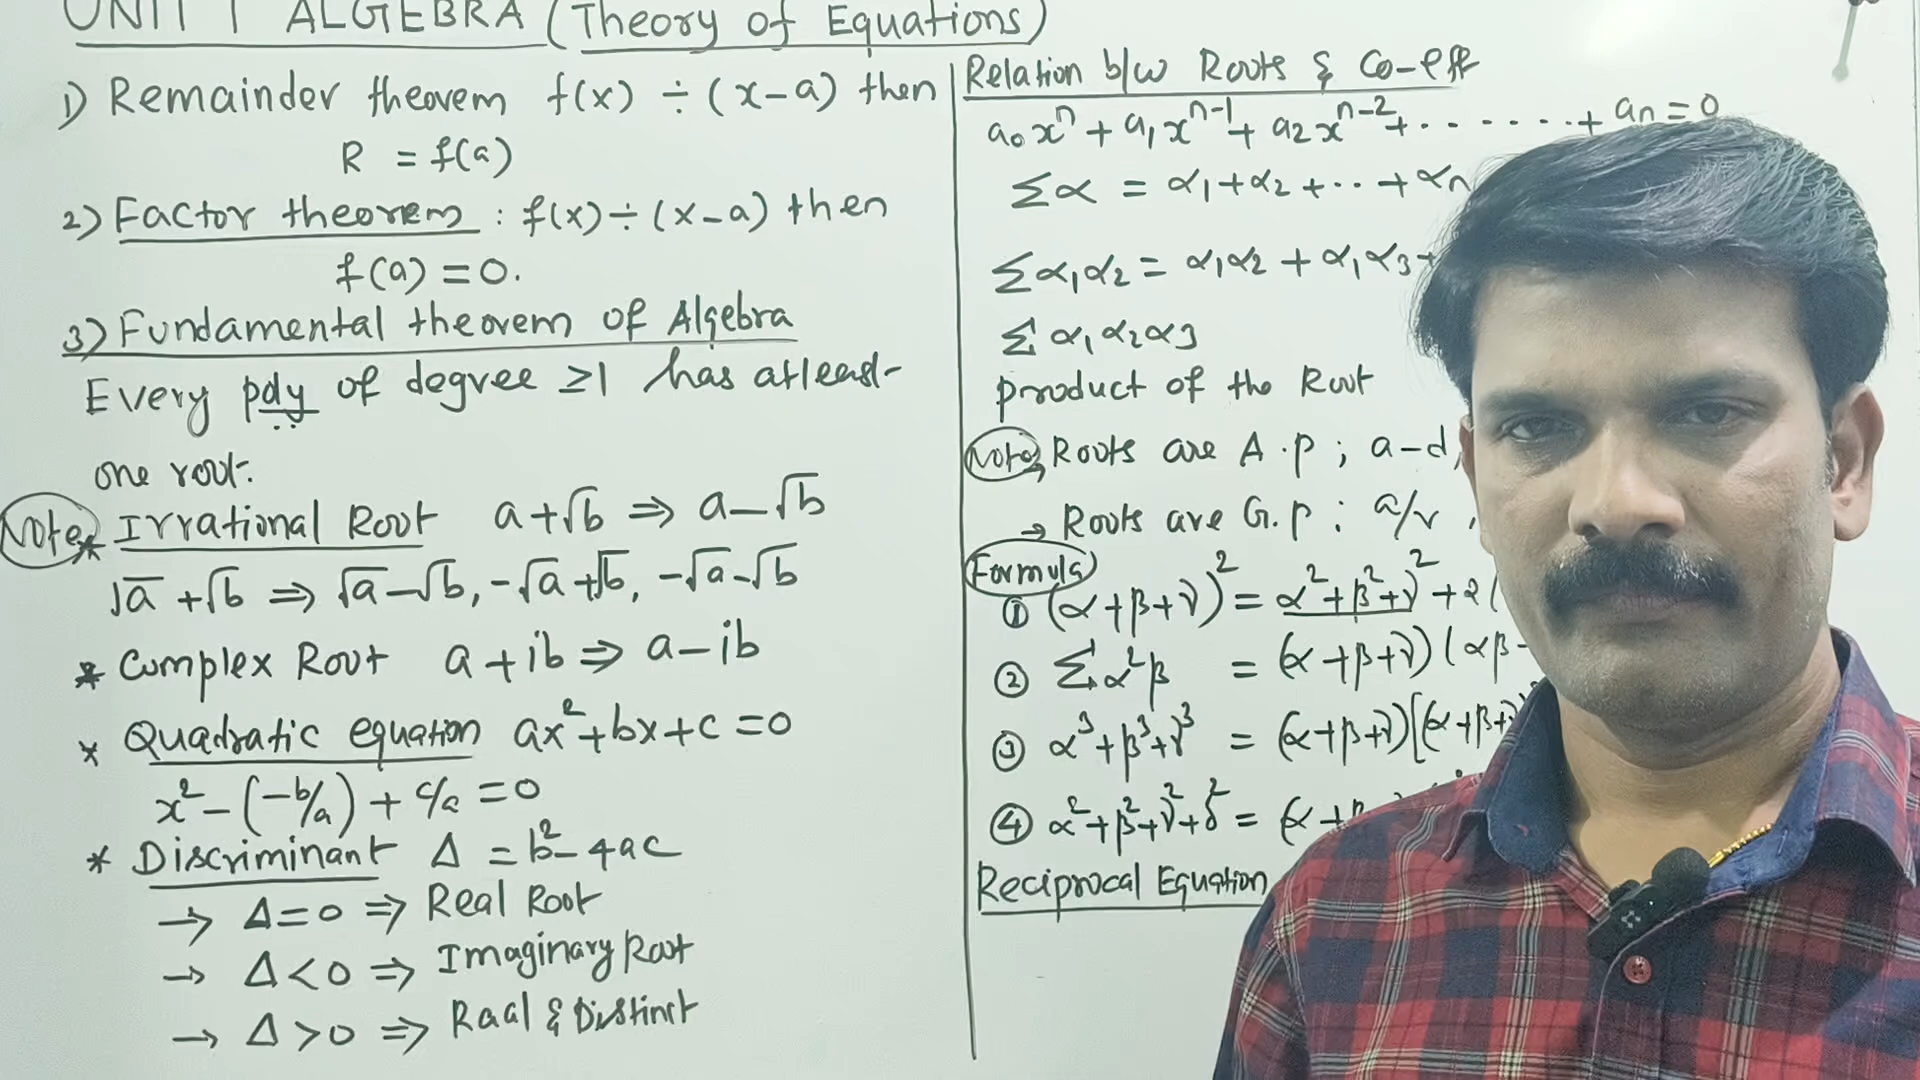 UNIT 1 ALGEBRA (Theory of Equations)
1) Remainder theorem f(x) ÷ (x-a) then
R = f(a)
2) Factor theorem : f(x) ÷ (x-a) then
f(a) = 0.
3) Fundamental theorem of Algebra
Every poly of degree ≥1 has atleast-
one root.
Note * Irrational Root a+√b ⇒ a-√b
√a+√b ⇒ √a-√b, -√a+√b, -√a-√b
* Complex Root a+ib ⇒ a-ib
* Quadratic equation ax²+bx+c=0
x²-(-b/a)+c/a=0
* Discriminant Δ = b²-4ac
→ Δ=0 ⇒ Real Root
→ Δ<0 ⇒ Imaginary Root
→ Δ>0 ⇒ Raal & Distinct
Relation b/w Roots & Co-eff
a₀xⁿ + a₁xⁿ⁻¹ + a₂xⁿ⁻² + ....... + aₙ = 0
Σα = α₁+α₂+..+αₙ
Σα₁α₂ = α₁α₂ + α₁α₃+
Σα₁α₂α₃
product of the Root
Note, Roots are A.p ; a-d,
→ Roots are G.p : a/r ,
Formula
① (α+β+γ)² = α²+β²+γ²+2(
② Σα²β = (α+β+γ)(αβ-
③ α³+β³+γ³ = (α+β+γ)[(α+β+γ)
④ α²+β²+γ²+δ² = (α+β
Reciprocal Equation